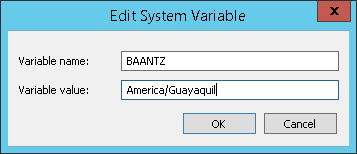 Edit System Variable
x
Variable name: BAANTZ
Variable value: America/Guayaquil
OK Cancel